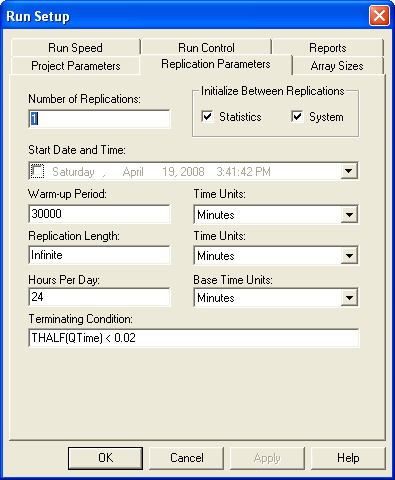 Run Setup
Run Speed Run Control Reports
Project Parameters Replication Parameters Array Sizes
Number of Replications:
1
Initialize Between Replications
Statistics System
Start Date and Time:
Saturday , April 19, 2008 3:41:42 PM
Warm-up Period: Time Units:
30000 Minutes
Replication Length: Time Units:
Infinite Minutes
Hours Per Day: Base Time Units:
24 Minutes
Terminating Condition:
THALF(QTime) < 0.02
OK Cancel Apply Help